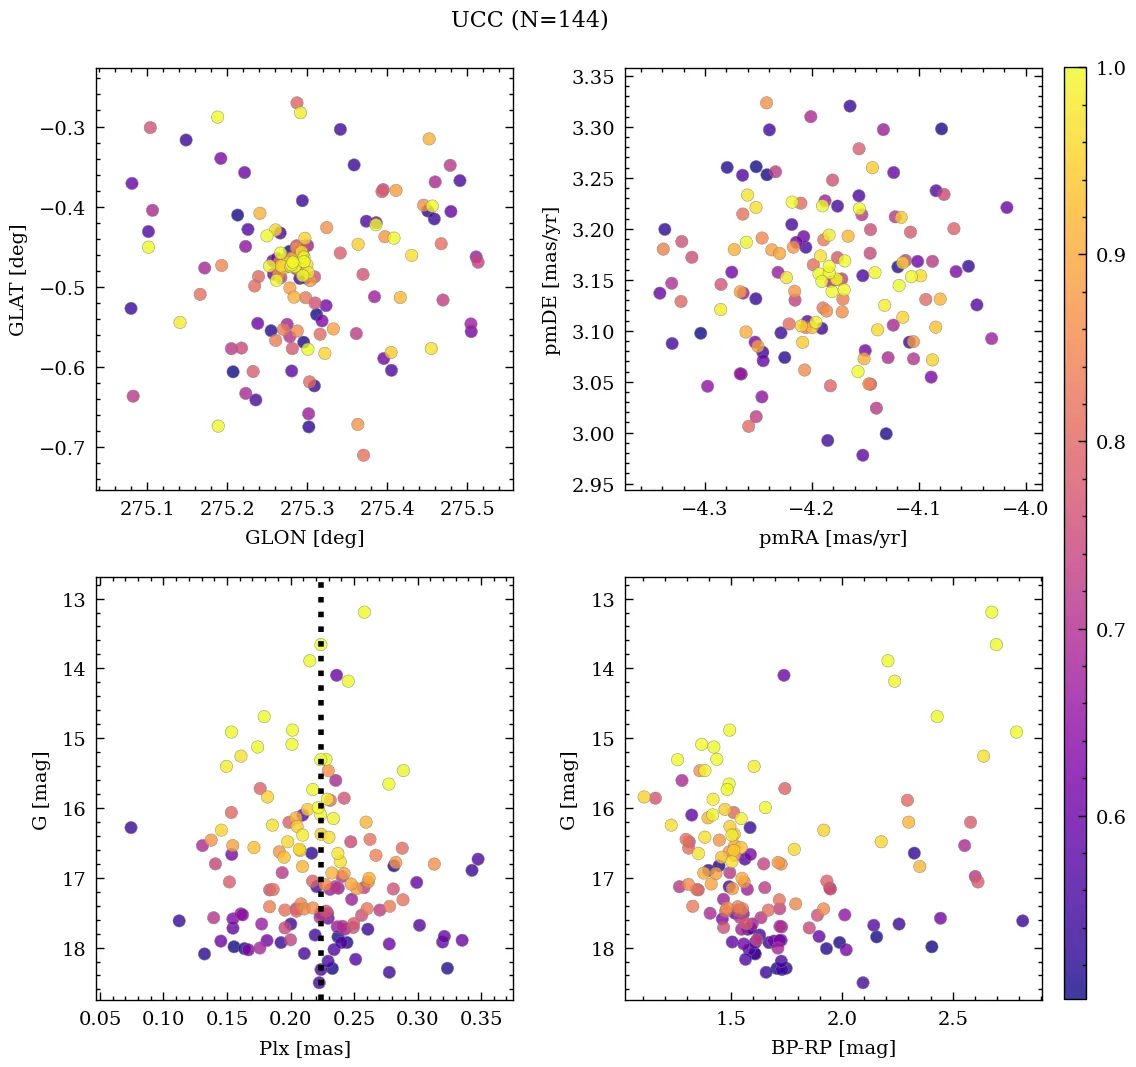 UCC (N=144)
−0.3
−0.4
−0.5
−0.6
−0.7
GLAT [deg]
275.1 275.2 275.3 275.4 275.5
GLON [deg]
3.35
3.30
3.25
3.20
3.15
3.10
3.05
3.00
2.95
pmDE [mas/yr]
−4.3 −4.2 −4.1 −4.0
pmRA [mas/yr]
1.0
0.9
0.8
0.7
0.6
13
14
15
16
17
18
G [mag]
0.05 0.10 0.15 0.20 0.25 0.30 0.35
Plx [mas]
13
14
15
16
17
18
G [mag]
1.5 2.0 2.5
BP-RP [mag]